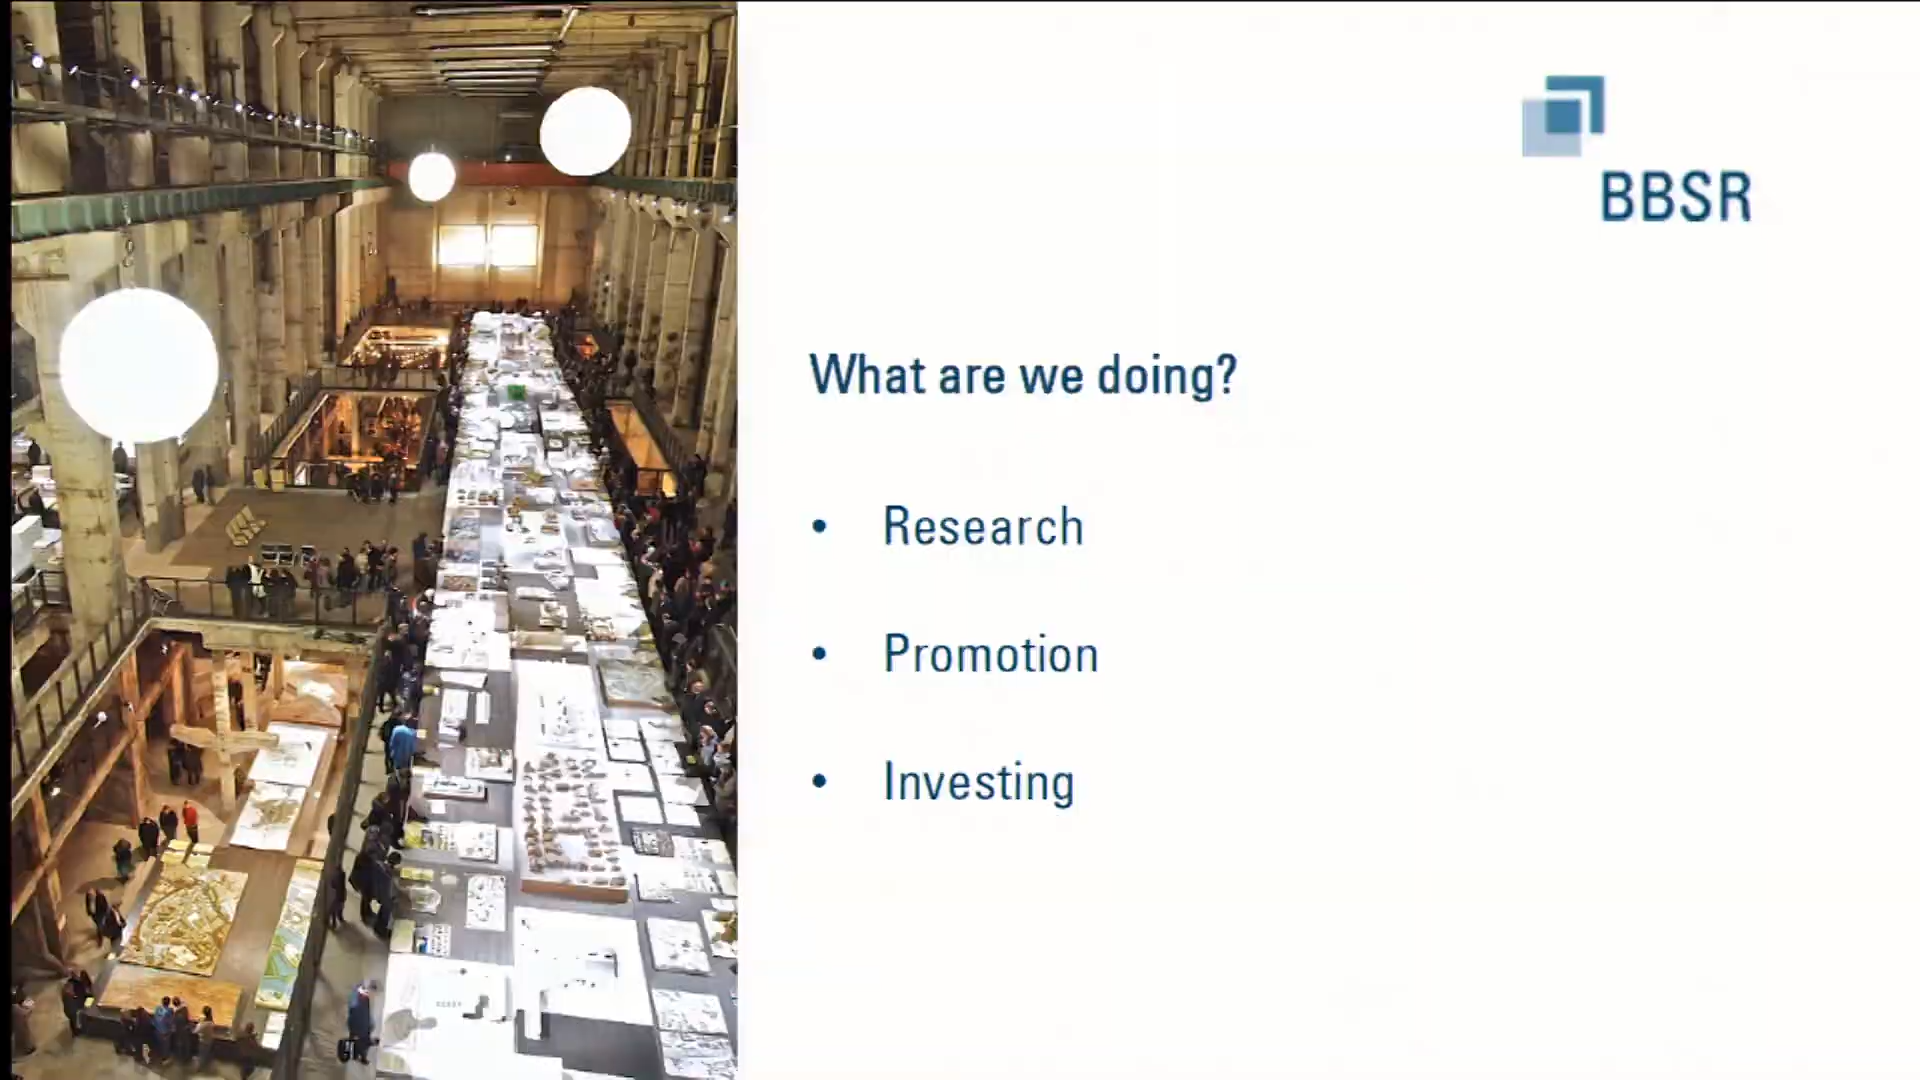 BBSR
What are we doing?
• Research
• Promotion
• Investing